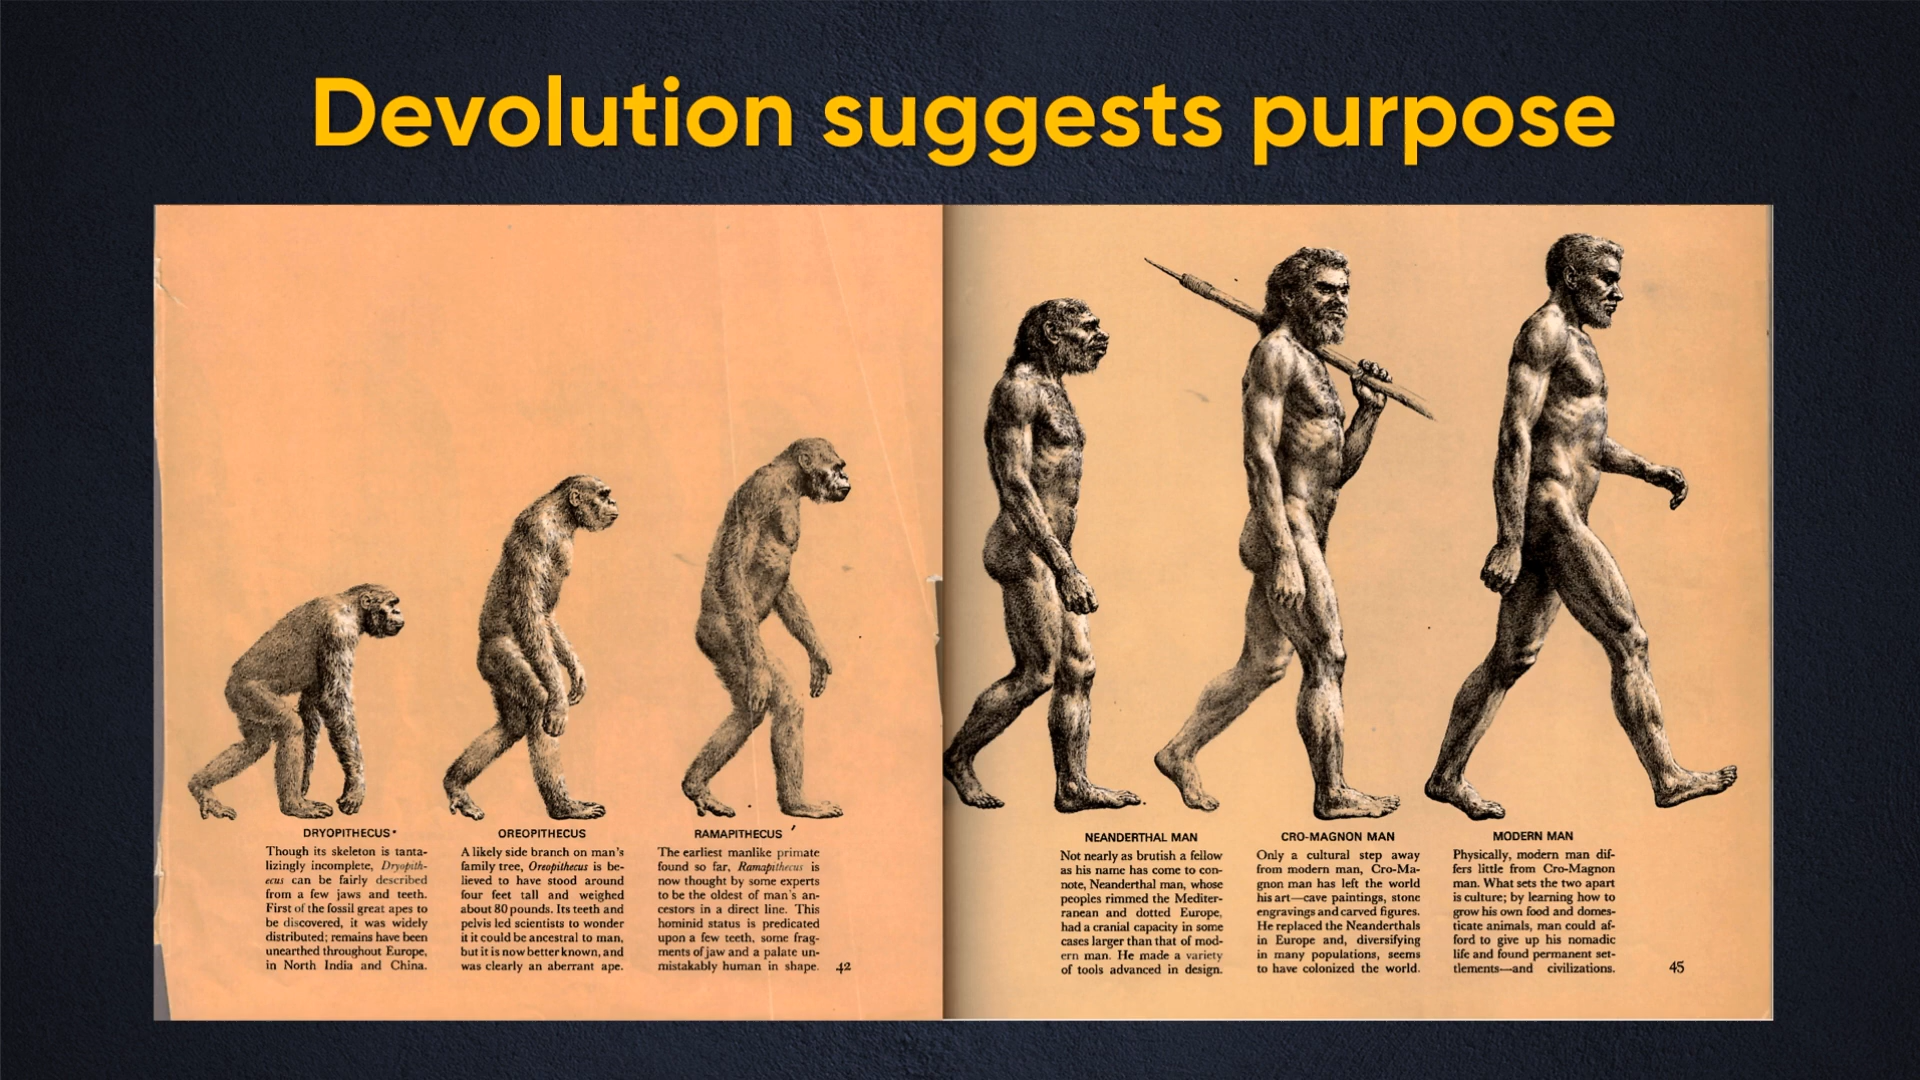 Devolution suggests purpose
DRYOPITHECUS
Though its skeleton is tanta-
lizingly incomplete, Dryopith-
ecus can be fairly described
from a few jaws and teeth.
First of the fossil great apes to
be discovered, it was widely
distributed; remains have been
unearthed throughout Europe,
in North India and China.
OREOPITHECUS
A likely side branch on man's
family tree, Oreopithecus is be-
lieved to have stood around
four feet tall and weighed
about 80 pounds. Its teeth and
pelvis led scientists to wonder
it it could be ancestral to man,
but it is now better known, and
was clearly an aberrant ape.
RAMAPITHECUS
The earliest manlike primate
found so far, Ramapithecus is
now thought by some experts
to be the oldest of man's an-
cestors in a direct line. This
hominid status is predicated
upon a few teeth, some frag-
ments of jaw and a palate un-
mistakably human in shape.
42
NEANDERTHAL MAN
Not nearly as brutish a fellow
as his name has come to con-
note, Neanderthal man, whose
peoples rimmed the Mediter-
ranean and dotted Europe,
had a cranial capacity in some
cases larger than that of mod-
ern man. He made a variety
of tools advanced in design.
CRO-MAGNON MAN
Only a cultural step away
from modern man, Cro-Ma-
gnon man has left the world
his art—cave paintings, stone
engravings and carved figures.
He replaced the Neanderthals
in Europe and, diversifying
in many populations, seems
to have colonized the world.
MODERN MAN
Physically, modern man dif-
fers little from Cro-Magnon
man. What sets the two apart
is culture; by learning how to
grow his own food and domes-
ticate animals, man could af-
ford to give up his nomadic
life and found permanent set-
tlements—and civilizations.
45